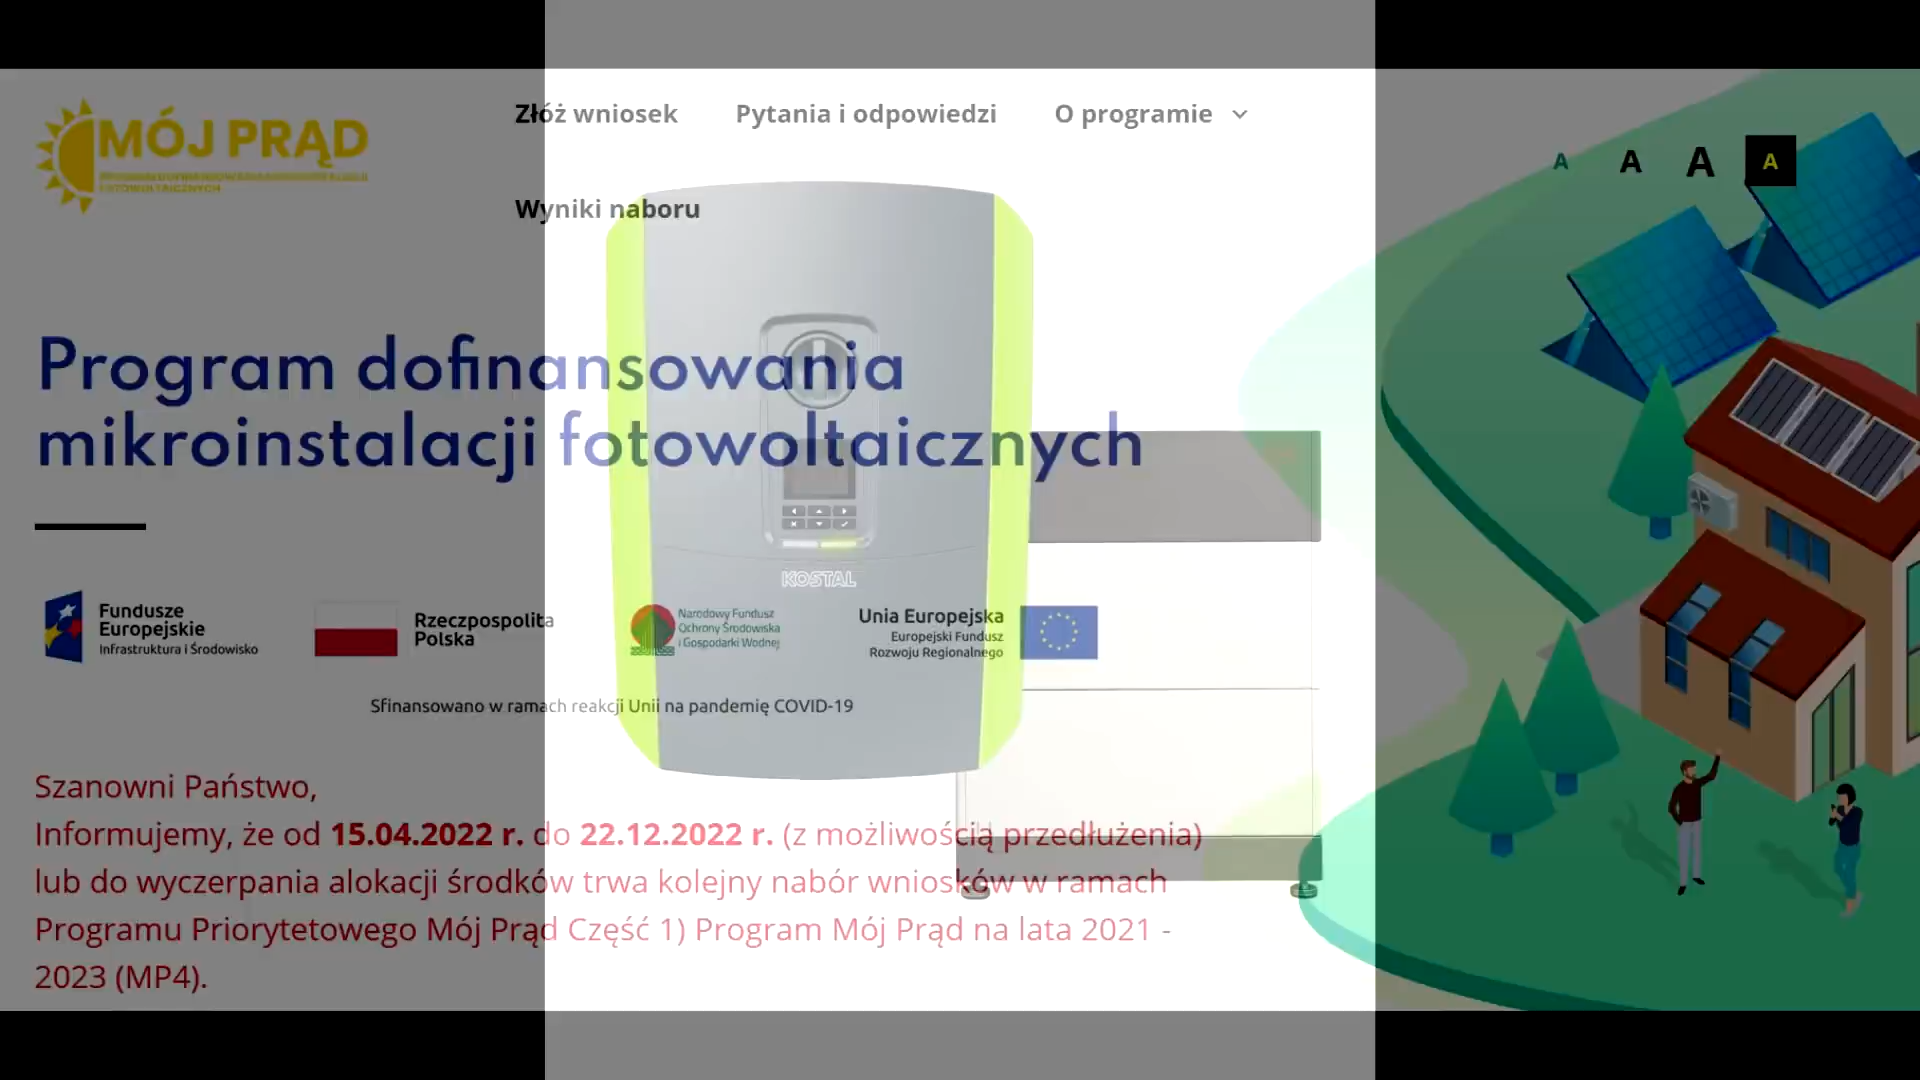 Złóż wniosek
Pytania i odpowiedzi
O programie
A A A A
MÓJ PRĄD
Wyniki naboru
Program dofinansowania
mikroinstalacji fotowoltaicznych
KOSTAL
Fundusze
Europejskie
Infrastruktura i Środowisko
Rzeczpospolita
Polska
Narodowy Fundusz
Ochrony Środowiska
i Gospodarki Wodnej
Unia Europejska
Europejski Fundusz
Rozwoju Regionalnego
Sfinansowano w ramach reakcji Unii na pandemię COVID-19
Szanowni Państwo,
Informujemy, że od 15.04.2022 r. do 22.12.2022 r. (z możliwością przedłużenia)
lub do wyczerpania alokacji środków trwa kolejny nabór wniosków w ramach
Programu Priorytetowego Mój Prąd Część 1) Program Mój Prąd na lata 2021 -
2023 (MP4).